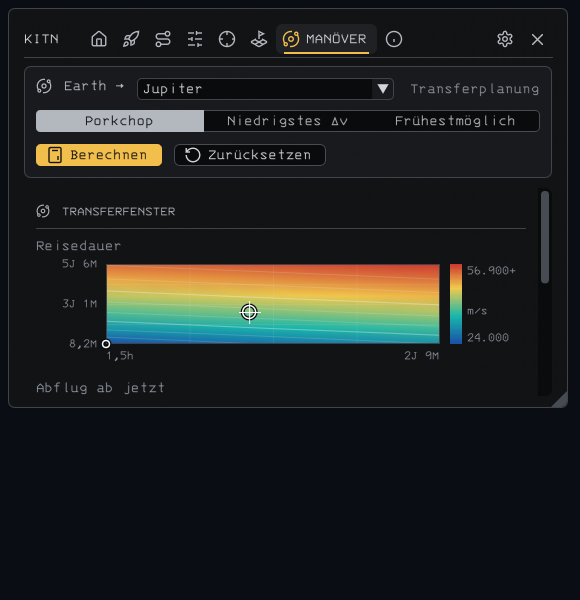 KITN MANÖVER
Earth → Jupiter Transferplanung
Porkchop Niedrigstes Δv Frühestmöglich
Berechnen Zurücksetzen
TRANSFERFENSTER
Reisedauer
5J 6M
3J 1M
8,2M
56.900+
m/s
24.000
1,5h 2J 9M
Abflug ab jetzt